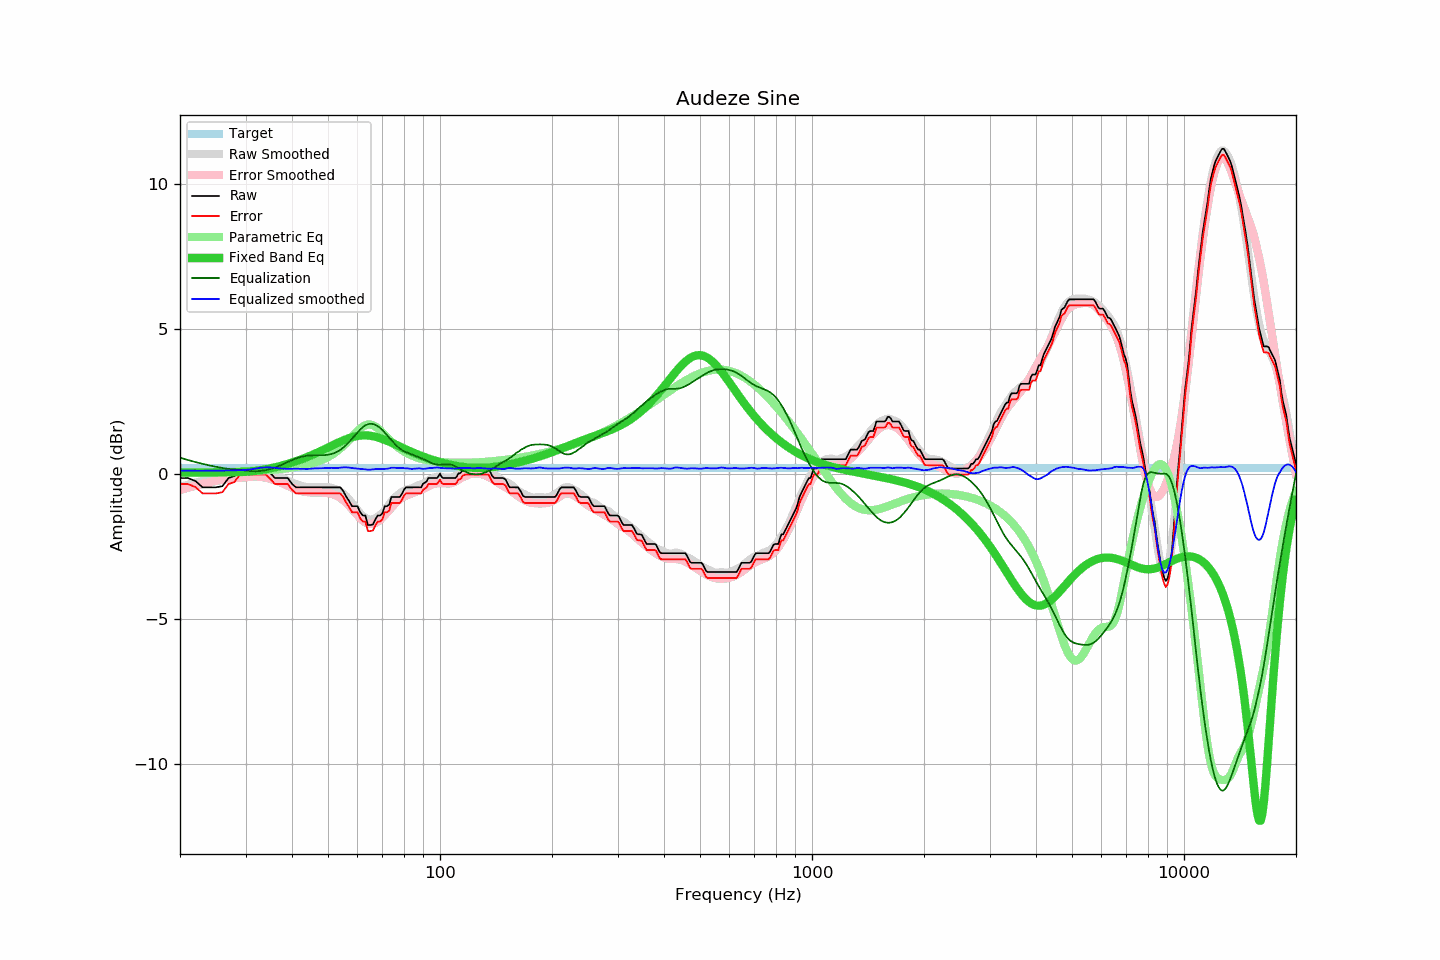 Audeze Sine
Target
Raw Smoothed
Error Smoothed
Raw
Error
Parametric Eq
Fixed Band Eq
Equalization
Equalized smoothed
10
5
0
−5
−10
Amplitude (dBr)
100
1000
10000
Frequency (Hz)